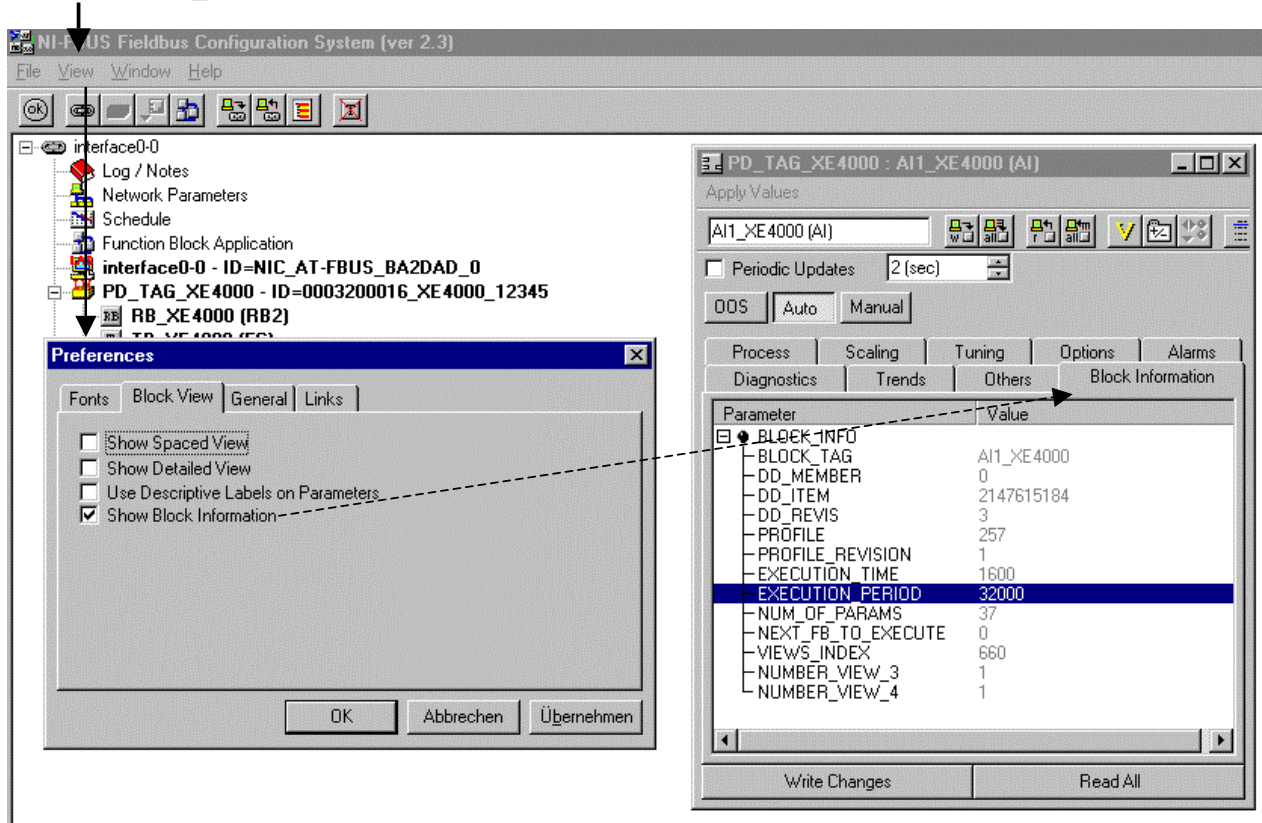 NI-FBUS Fieldbus Configuration System (ver 2.3)
File View Window Help
OK
interface0-0
Log / Notes
Network Parameters
Schedule
Function Block Application
interface0-0 - ID=NIC_AT-FBUS_BA2DAD_0
PD_TAG_XE4000 - ID=0003200016_XE4000_12345
RB RB_XE4000 (RB2)
Preferences
Fonts Block View General Links
Show Spaced View
Show Detailed View
Use Descriptive Labels on Parameters
Show Block Information
OK Abbrechen Übernehmen
PD_TAG_XE4000 : AI1_XE4000 (AI)
Apply Values
AI1_XE4000 (AI) w all r all
Periodic Updates 2 (sec)
OOS Auto Manual
Process Scaling Tuning Options Alarms
Diagnostics Trends Others Block Information
Parameter Value
BLOCK_INFO
BLOCK_TAG AI1_XE4000
DD_MEMBER 0
DD_ITEM 2147615184
DD_REVIS 3
PROFILE 257
PROFILE_REVISION 1
EXECUTION_TIME 1600
EXECUTION_PERIOD 32000
NUM_OF_PARAMS 37
NEXT_FB_TO_EXECUTE 0
VIEWS_INDEX 660
NUMBER_VIEW_3 1
NUMBER_VIEW_4 1
Write Changes Read All